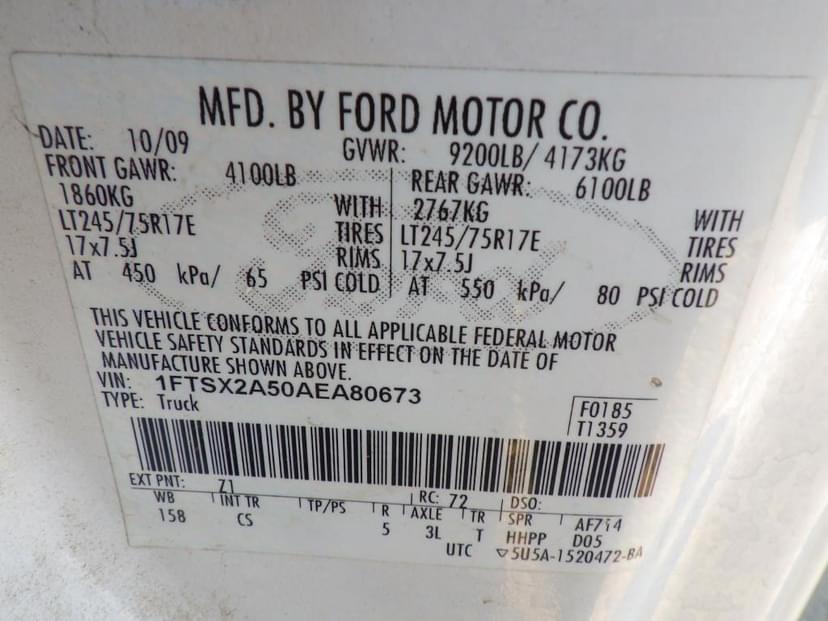 MFD. BY FORD MOTOR CO.
DATE: 10/09 GVWR: 9200LB/ 4173KG
FRONT GAWR: 4100LB REAR GAWR: 6100LB
1860KG WITH 2767KG WITH
LT245/75R17E TIRES LT245/75R17E TIRES
17x7.5J RIMS 17x7.5J RIMS
AT 450 kPa/ 65 PSI COLD AT 550 kPa/ 80 PSI COLD
THIS VEHICLE CONFORMS TO ALL APPLICABLE FEDERAL MOTOR
VEHICLE SAFETY STANDARDS IN EFFECT ON THE DATE OF
MANUFACTURE SHOWN ABOVE.
VIN: 1FTSX2A50AEA80673
TYPE: Truck
F0185
T1359
EXT PNT: Z1 RC: 72 DSO:
WB INT TR TP/PS R AXLE TR SPR AF714
158 CS 5 3L T HHPP D05
UTC ▽5U5A-1520472-BA
Ford